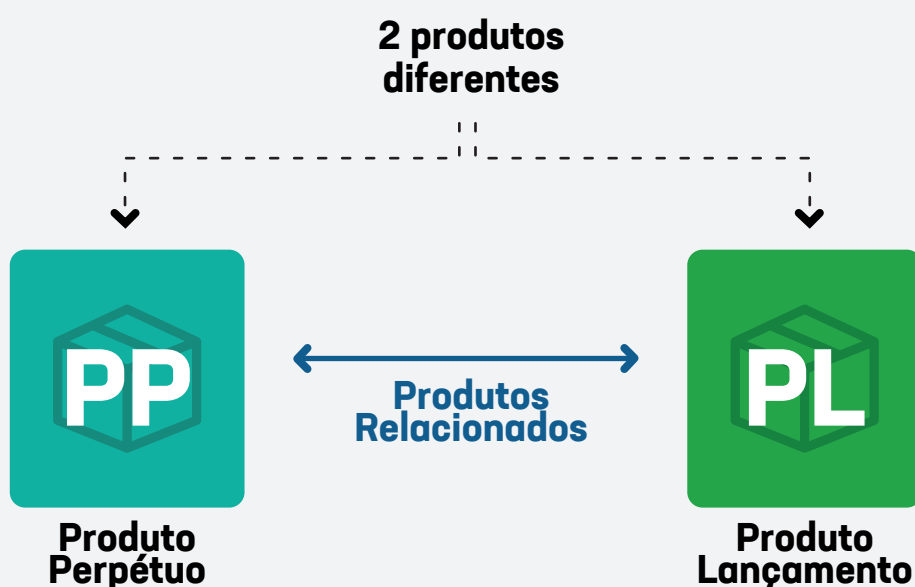 2 produtos
diferentes
PP
PL
Produtos
Relacionados
Produto
Perpétuo
Produto
Lançamento